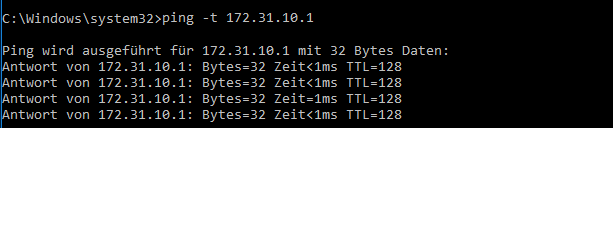 C:\Windows\system32>ping -t 172.31.10.1
Ping wird ausgeführt für 172.31.10.1 mit 32 Bytes Daten:
Antwort von 172.31.10.1: Bytes=32 Zeit<1ms TTL=128
Antwort von 172.31.10.1: Bytes=32 Zeit<1ms TTL=128
Antwort von 172.31.10.1: Bytes=32 Zeit=1ms TTL=128
Antwort von 172.31.10.1: Bytes=32 Zeit<1ms TTL=128